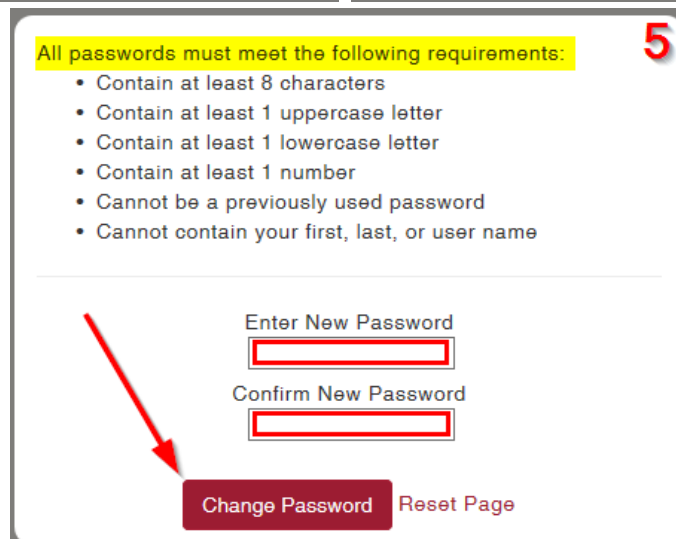 5
All passwords must meet the following requirements:
• Contain at least 8 characters
• Contain at least 1 uppercase letter
• Contain at least 1 lowercase letter
• Contain at least 1 number
• Cannot be a previously used password
• Cannot contain your first, last, or user name
Enter New Password
Confirm New Password
Change Password Reset Page